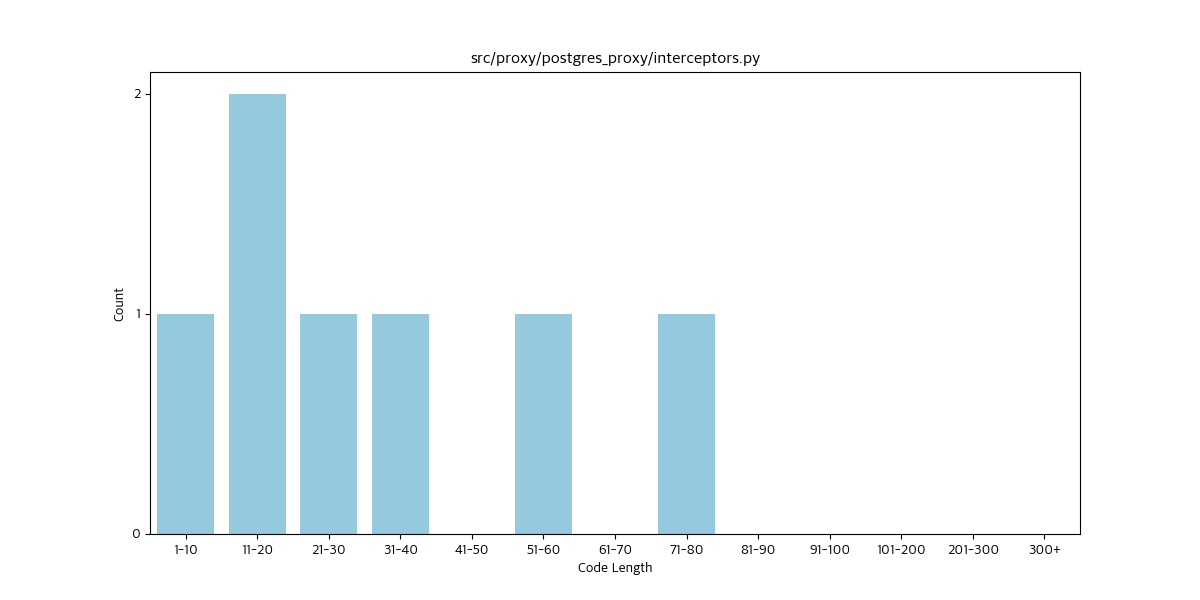 src/proxy/postgres_proxy/interceptors.py
2
1
0
Count
1-10 11-20 21-30 31-40 41-50 51-60 61-70 71-80 81-90 91-100 101-200 201-300 300+
Code Length